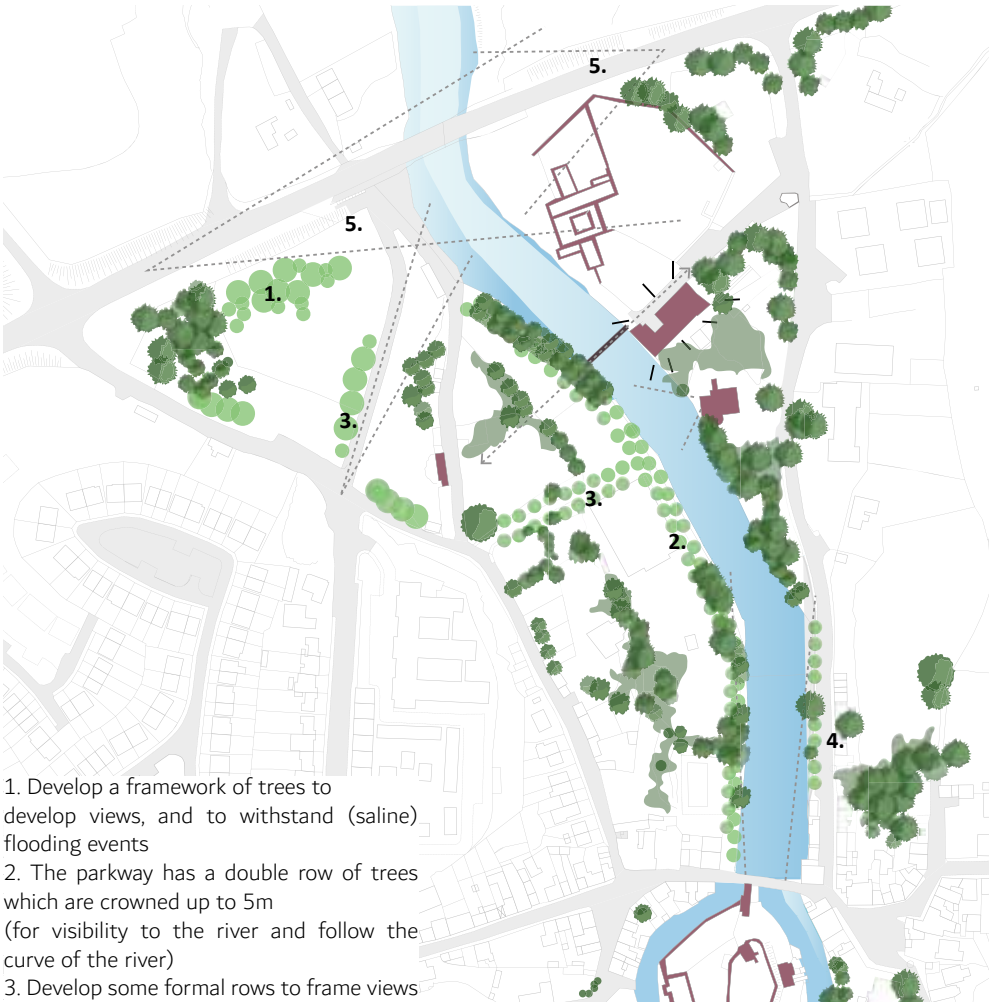 5.
5.
1.
3.
3.
2.
4.
1. Develop a framework of trees to
develop views, and to withstand (saline)
flooding events
2. The parkway has a double row of trees
which are crowned up to 5m
(for visibility to the river and follow the
curve of the river)
3. Develop some formal rows to frame views